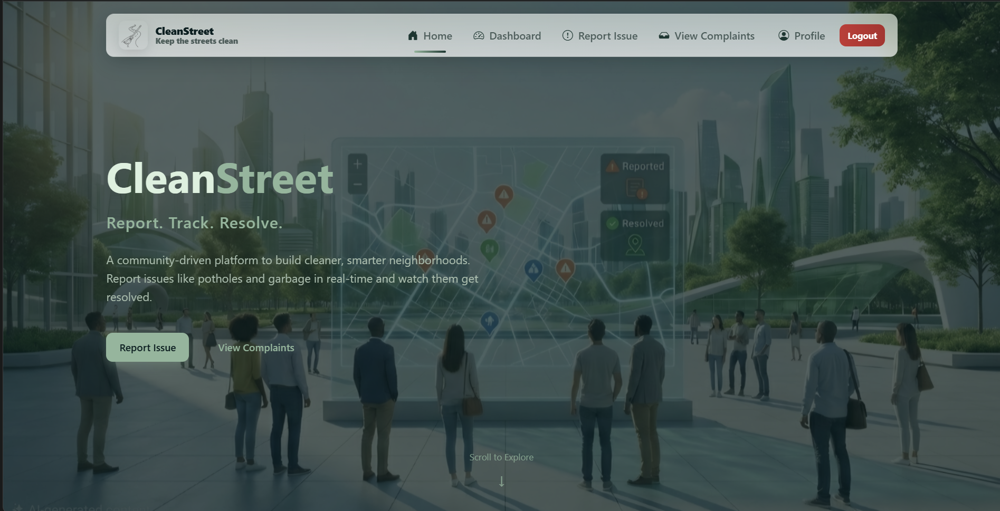 CleanStreet
Keep the streets clean
Home
Dashboard
Report Issue
View Complaints
Profile
Logout
CleanStreet
Report. Track. Resolve.
A community-driven platform to build cleaner, smarter neighborhoods.
Report issues like potholes and garbage in real-time and watch them get
resolved.
Report Issue
View Complaints
Reported
Resolved
Scroll to Explore
AI-generated